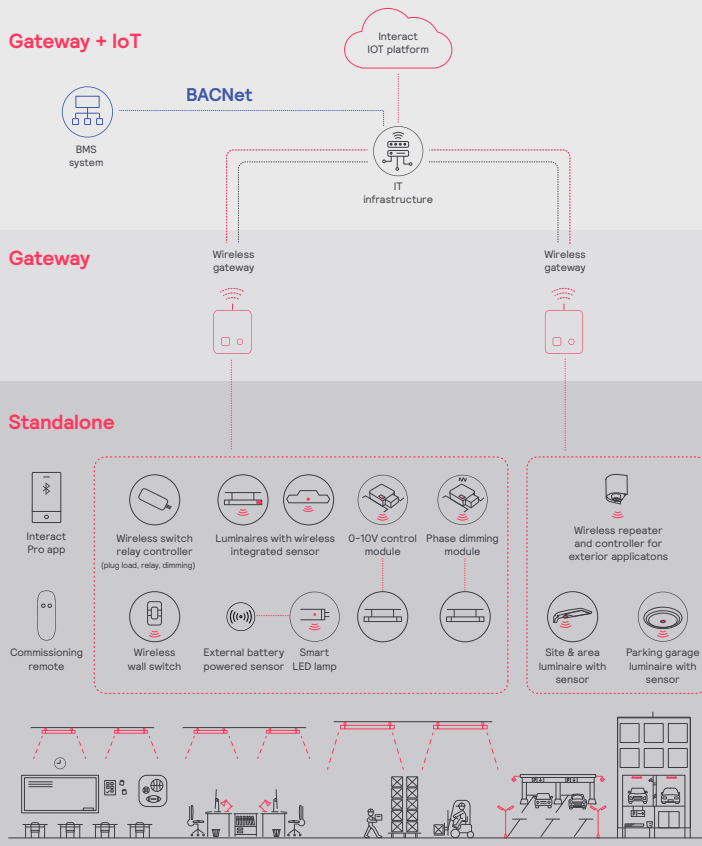 Gateway + IoT
Interact
IOT platform
BACNet
BMS
system
IT
infrastructure
Gateway
Wireless
gateway
Wireless
gateway
Standalone
Interact
Pro app
Wireless switch
relay controller
(plug load, relay, dimming)
Luminaires with wireless
integrated sensor
0-10V control
module
Phase dimming
module
Wireless repeater
and controller for
exterior applicatons
Commissioning
remote
Wireless
wall switch
External battery
powered sensor
Smart
LED lamp
Site & area
luminaire with
sensor
Parking garage
luminaire with
sensor